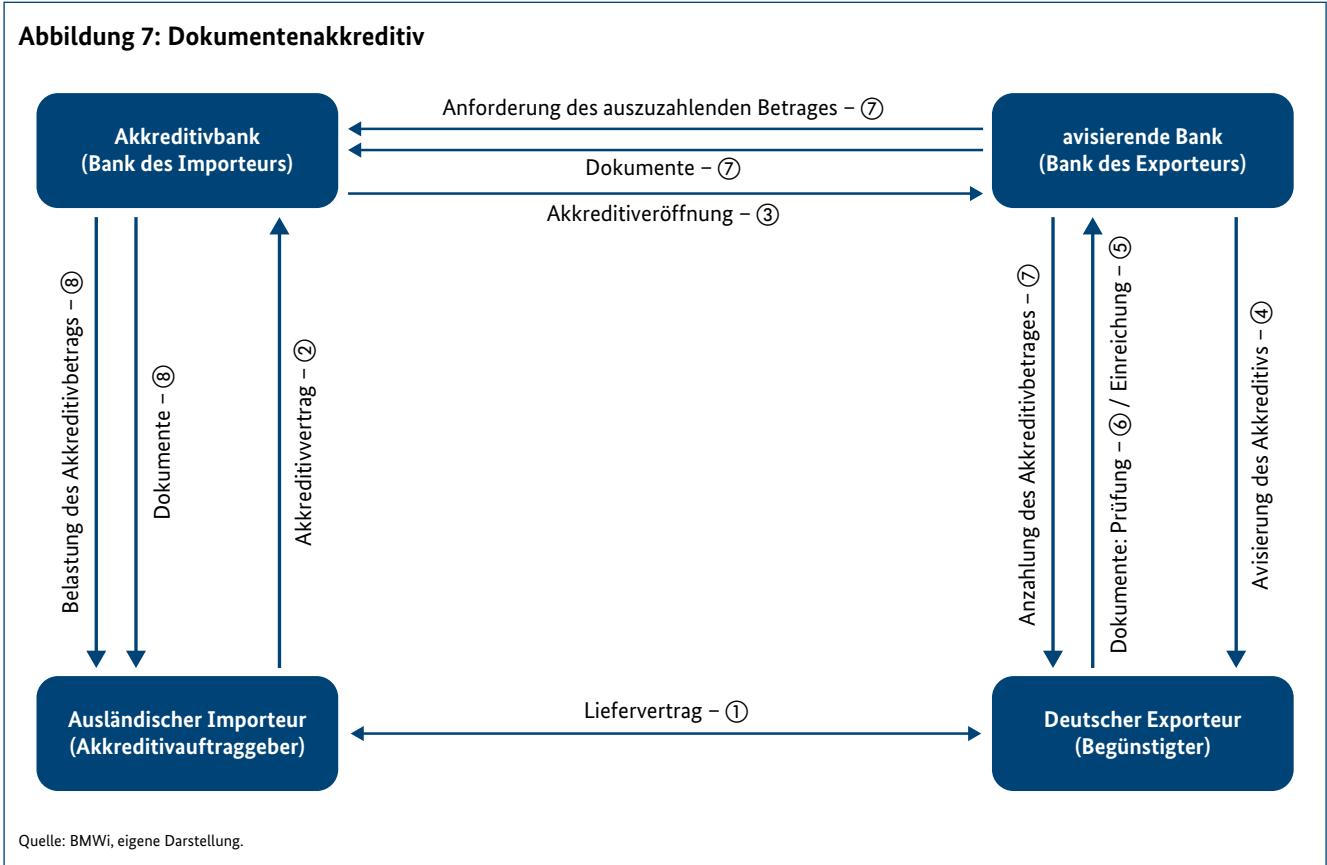 Abbildung 7: Dokumentenakkreditiv
Akkreditivbank
(Bank des Importeurs)
Anforderung des auszuzahlenden Betrages – ⑦
Dokumente – ⑦
Akkreditiveröffnung – ③
avisierende Bank
(Bank des Exporteurs)
Belastung des Akkreditivbetrags – ⑧
Dokumente – ⑧
Akkreditivvertrag – ②
Anzahlung des Akkreditivbetrages – ⑦
Dokumente: Prüfung – ⑥ / Einreichung – ⑤
Avisierung des Akkreditivs – ④
Ausländischer Importeur
(Akkreditivauftraggeber)
Liefervertrag – ①
Deutscher Exporteur
(Begünstigter)
Quelle: BMWi, eigene Darstellung.